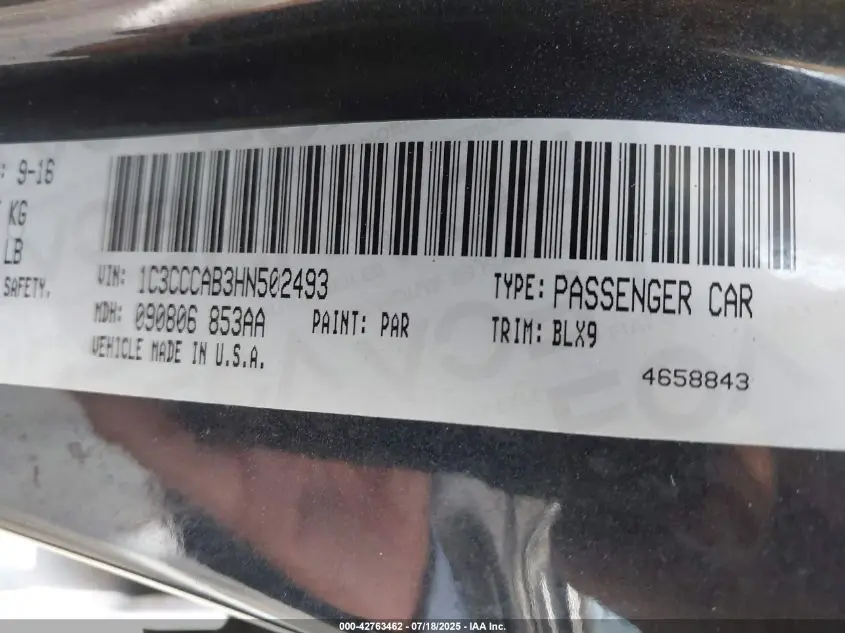 : 9-16
KG
LB
SAFETY.
VIN: 1C3CCCAB3HN502493
TYPE: PASSENGER CAR
MDH: 090806 853AA
PAINT: PAR
TRIM: BLX9
VEHICLE MADE IN U.S.A.
4658843
000-42763462 - 07/18/2025 - IAA Inc.